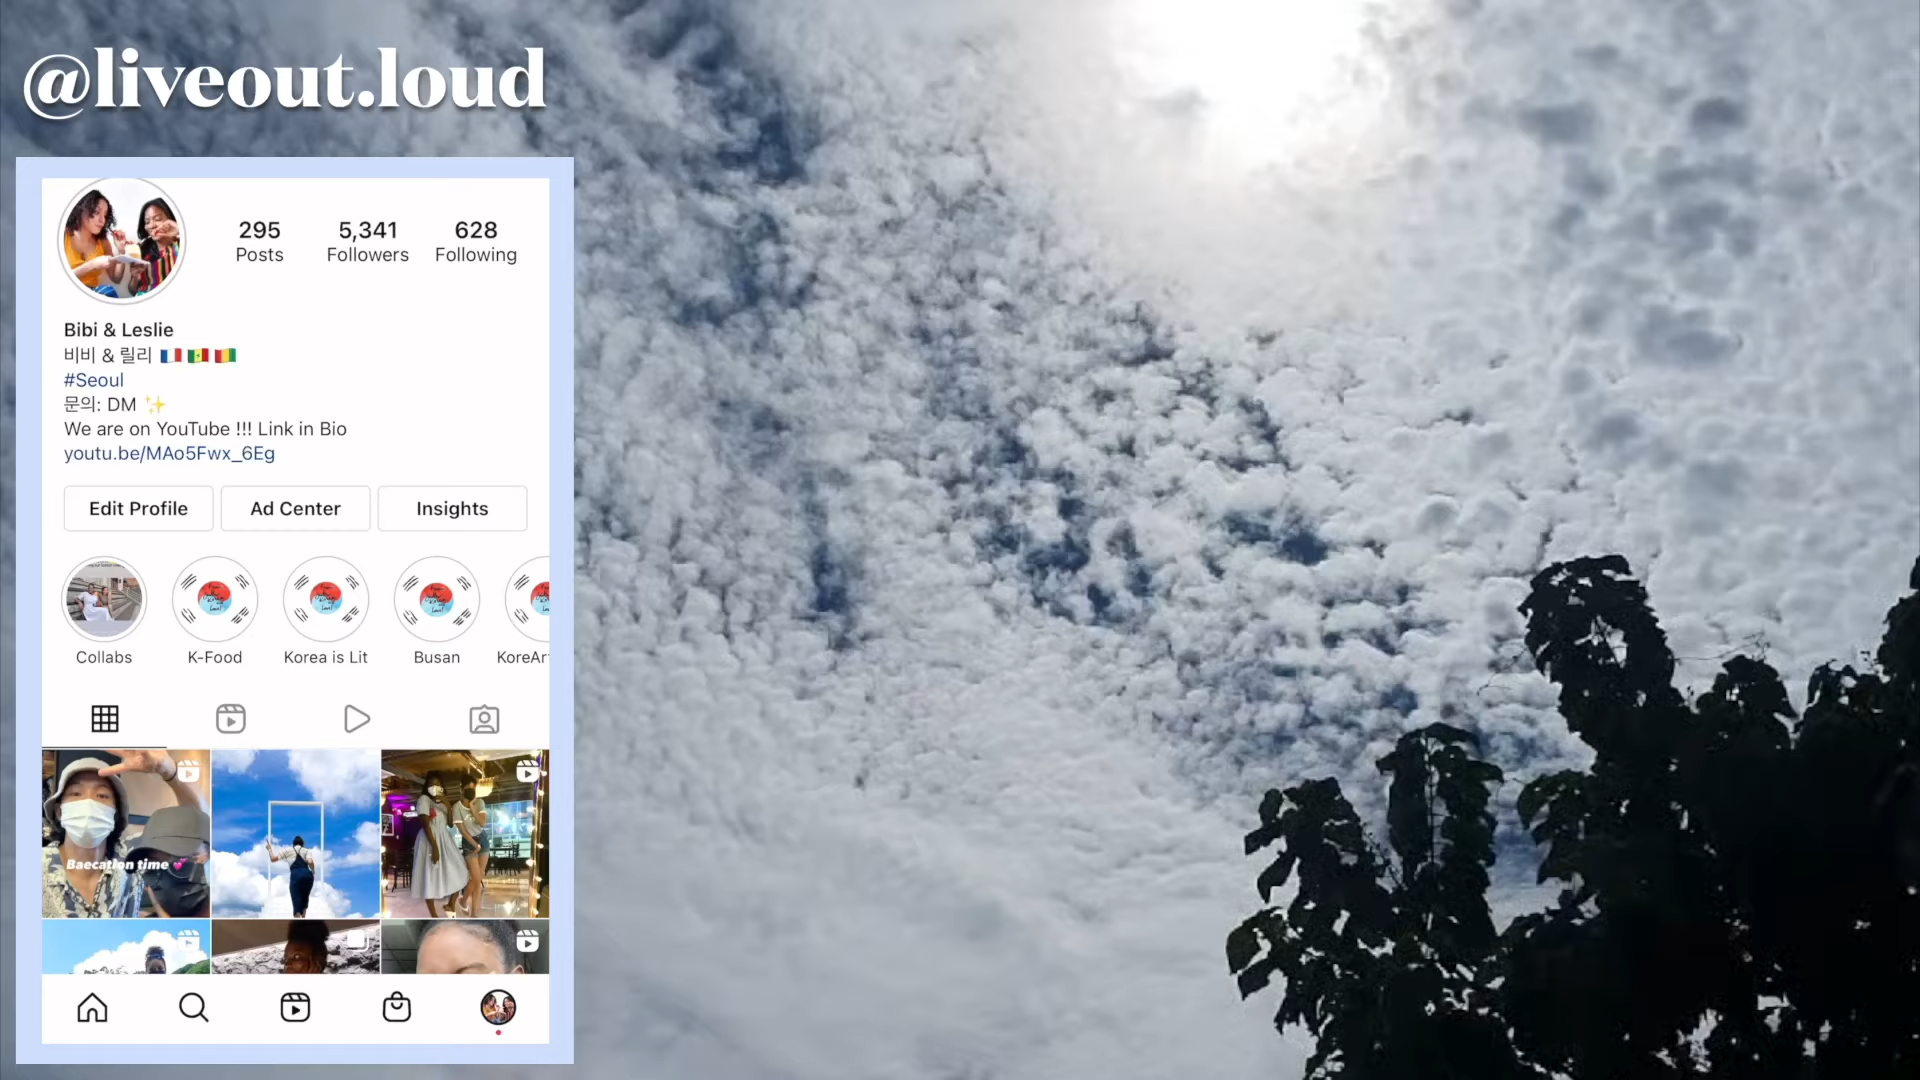 @liveout.loud
295 5,341 628
Posts Followers Following
Bibi & Leslie
비비 & 릴리 🇫🇷 🇸🇳 🇬🇳
#Seoul
문의: DM ✨
We are on YouTube !!! Link in Bio
youtu.be/MAo5Fwx_6Eg
Edit Profile Ad Center Insights
Collabs K-Food Korea is Lit Busan KoreAr
Baecation time 💞